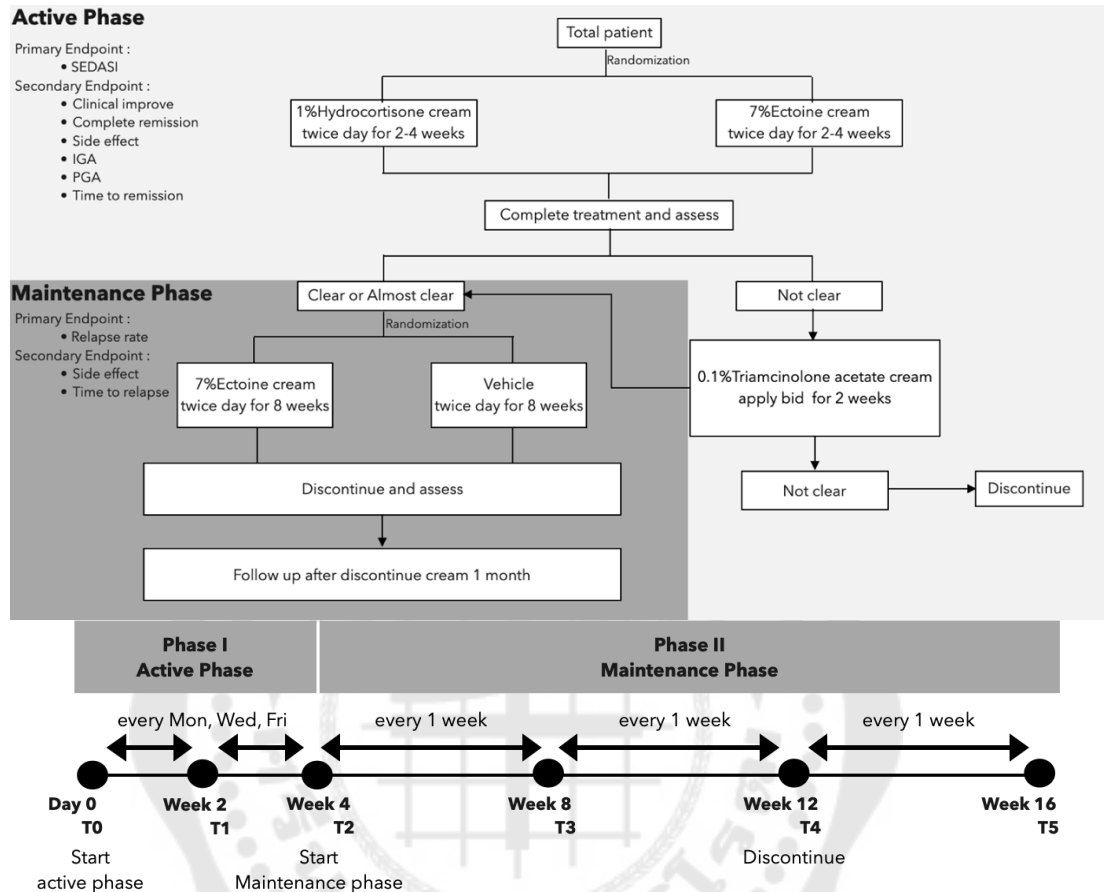 Active Phase
Primary Endpoint :
• SEDASI
Secondary Endpoint :
• Clinical improve
• Complete remission
• Side effect
• IGA
• PGA
• Time to remission
Total patient
Randomization
1%Hydrocortisone cream
twice day for 2-4 weeks
7%Ectoine cream
twice day for 2-4 weeks
Complete treatment and assess
Maintenance Phase
Primary Endpoint :
• Relapse rate
Secondary Endpoint :
• Side effect
• Time to relapse
Clear or Almost clear
Not clear
Randomization
7%Ectoine cream
twice day for 8 weeks
Vehicle
twice day for 8 weeks
0.1%Triamcinolone acetate cream
apply bid for 2 weeks
Discontinue and assess
Not clear
Discontinue
Follow up after discontinue cream 1 month
Phase I
Active Phase
Phase II
Maintenance Phase
every Mon, Wed, Fri
every 1 week
every 1 week
every 1 week
Day 0
T0
Start
active phase
Week 2
T1
Week 4
T2
Start
Maintenance phase
Week 8
T3
Week 12
T4
Discontinue
Week 16
T5